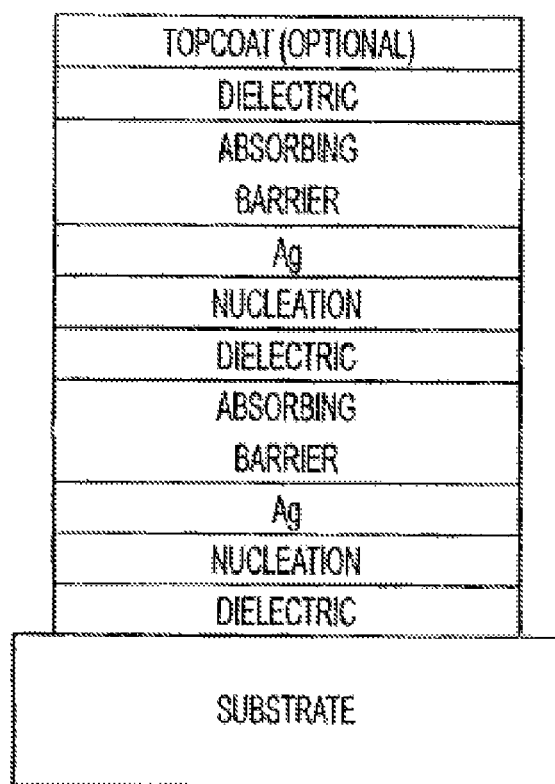 TOPCOAT (OPTIONAL)
DIELECTRIC
ABSORBING
BARRIER
Ag
NUCLEATION
DIELECTRIC
ABSORBING
BARRIER
Ag
NUCLEATION
DIELECTRIC
SUBSTRATE